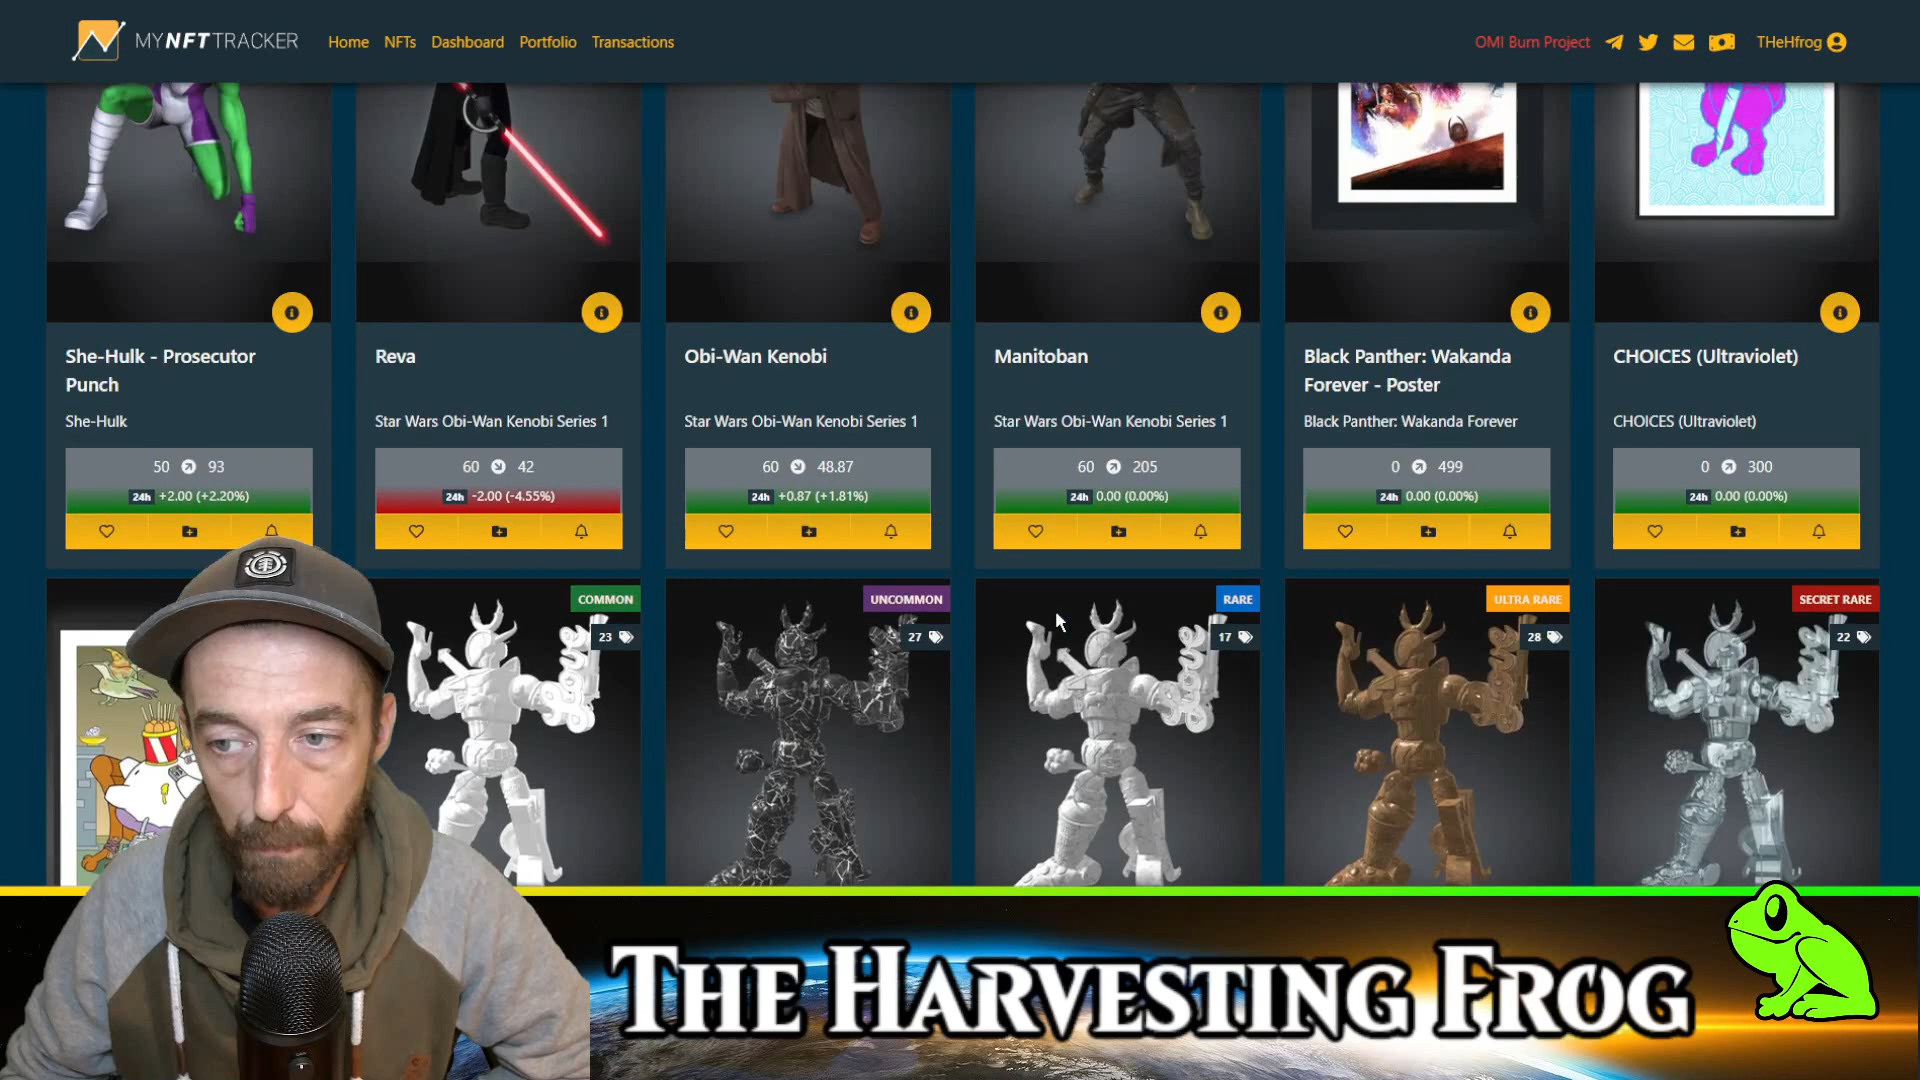 MYNFTTRACKER
Home NFTs Dashboard Portfolio Transactions
OMI Burn Project
THeHfrog
She-Hulk - Prosecutor
Punch
She-Hulk
50 93
24h +2.00 (+2.20%)
Reva
Star Wars Obi-Wan Kenobi Series 1
60 42
24h -2.00 (-4.55%)
Obi-Wan Kenobi
Star Wars Obi-Wan Kenobi Series 1
60 48.87
24h +0.87 (+1.81%)
Manitoban
Star Wars Obi-Wan Kenobi Series 1
60 205
24h 0.00 (0.00%)
Black Panther: Wakanda
Forever - Poster
Black Panther: Wakanda Forever
0 499
24h 0.00 (0.00%)
CHOICES (Ultraviolet)
CHOICES (Ultraviolet)
0 300
24h 0.00 (0.00%)
COMMON
23
UNCOMMON
27
RARE
17
ULTRA RARE
28
SECRET RARE
22
THE HARVESTING FROG